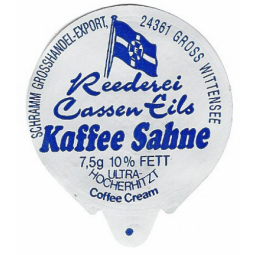 SCHRAMM GROSSHANDEL-EXPORT, 24361 GROSS WITTENSEE
Reederei
Cassen Eils
Kaffee Sahne
7,5g 10% FETT
ULTRA-
HOCHERHITZT
Coffee Cream